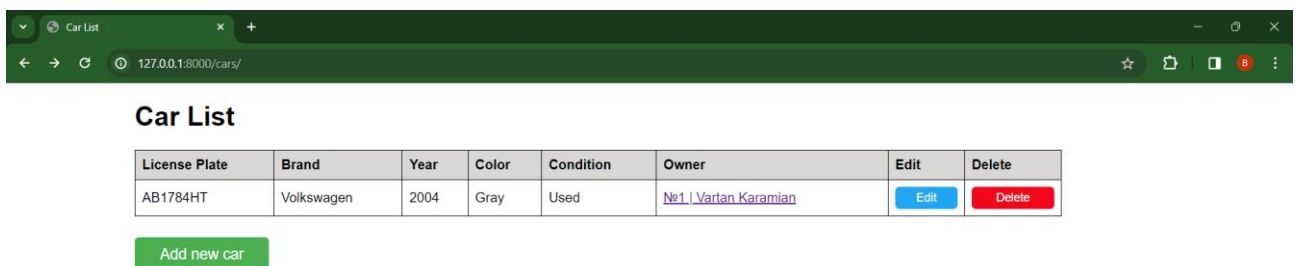 Car List
127.0.0.1:8000/cars/
B
Car List
License Plate Brand Year Color Condition Owner Edit Delete
AB1784HT Volkswagen 2004 Gray Used №1 | Vartan Karamian Edit Delete
Add new car